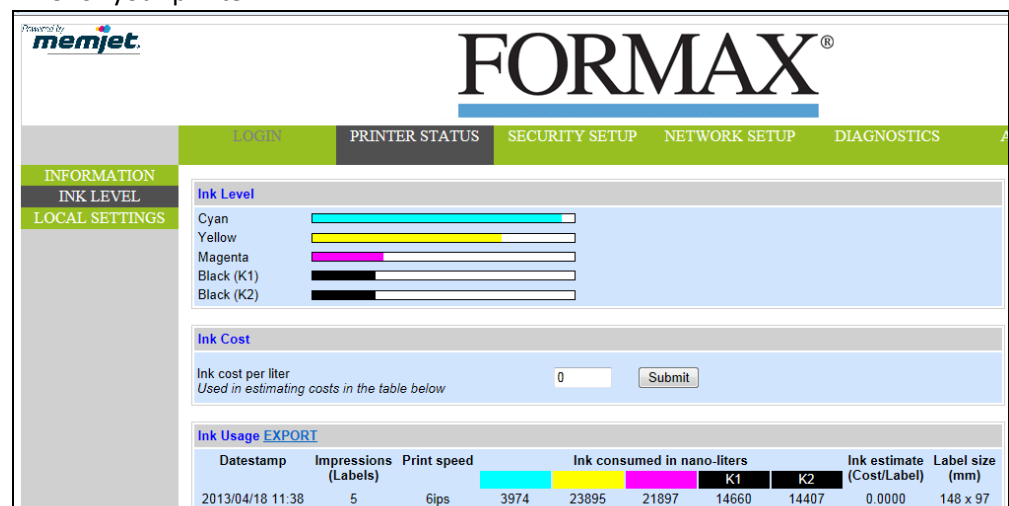 Powered by
memjet.
FORMAX®
LOGIN PRINTER STATUS SECURITY SETUP NETWORK SETUP DIAGNOSTICS
INFORMATION
INK LEVEL
LOCAL SETTINGS
Ink Level
Cyan
Yellow
Magenta
Black (K1)
Black (K2)
Ink Cost
Ink cost per liter
Used in estimating costs in the table below
0 Submit
Ink Usage EXPORT
Datestamp Impressions (Labels) Print speed Ink consumed in nano-liters Ink estimate (Cost/Label) Label size (mm)
K1 K2
2013/04/18 11:38 5 6ips 3974 23895 21897 14660 14407 0.0000 148 x 97